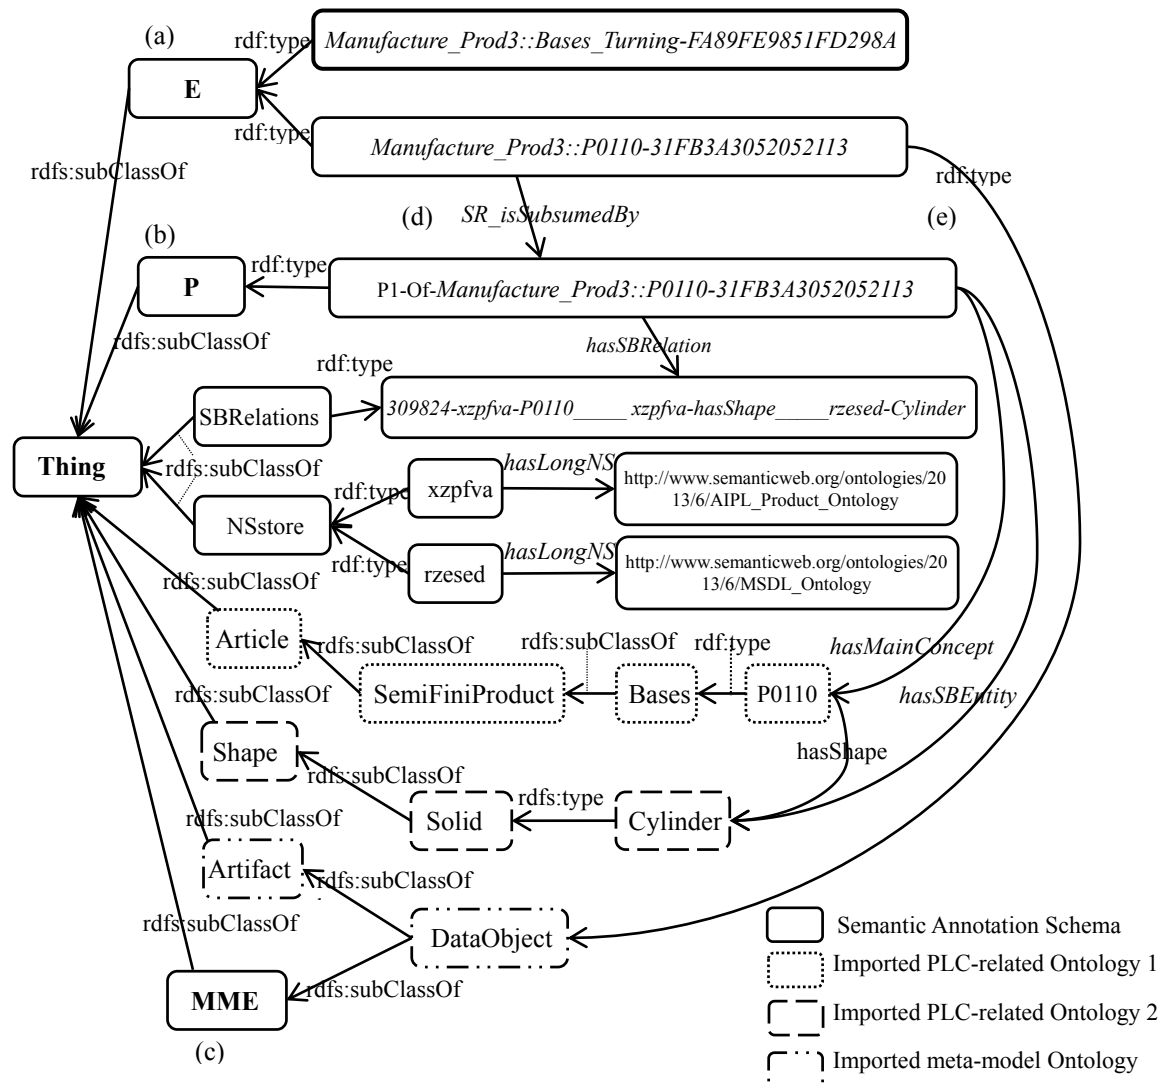 (a)
rdf:type
Manufacture_Prod3::Bases_Turning-FA89FE9851FD298A
E
rdf:type
Manufacture_Prod3::P0110-31FB3A3052052113
rdf:type
rdfs:subClassOf
(d)
SR_isSubsumedBy
(e)
(b)
rdf:type
P
P1-Of-Manufacture_Prod3::P0110-31FB3A3052052113
rdfs:subClassOf
hasSBRelation
rdf:type
SBRelations
309824-xzpfva-P0110_____ xzpfva-hasShape_____rzesed-Cylinder
Thing
rdfs:subClassOf
hasLongNS
xzpfva
http://www.semanticweb.org/ontologies/20
13/6/AIPL_Product_Ontology
rdf:type
NSstore
hasLongNS
rdf:type
rzesed
http://www.semanticweb.org/ontologies/20
13/6/MSDL_Ontology
rdfs:subClassOf
Article
rdfs:subClassOf
rdfs:subClassOf
rdf:type
hasMainConcept
SemiFiniProduct
Bases
P0110
rdfs:subClassOf
hasSBEntity
Shape
hasShape
rdfs:subClassOf
rdfs:type
Solid
Cylinder
rdfs:subClassOf
Artifact
rdfs:subClassOf
rdfs:subClassOf
DataObject
Semantic Annotation Schema
Imported PLC-related Ontology 1
MME
rdfs:subClassOf
Imported PLC-related Ontology 2
(c)
Imported meta-model Ontology